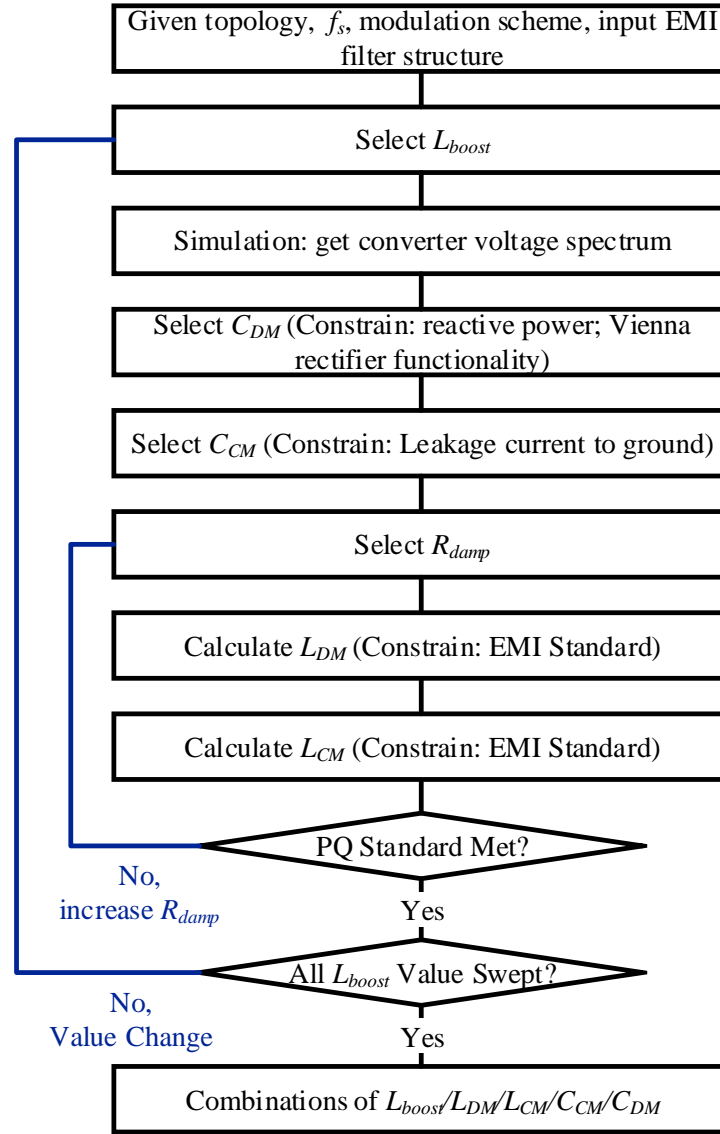 Given topology, fs, modulation scheme, input EMI
filter structure
Select Lboost
Simulation: get converter voltage spectrum
Select CDM (Constrain: reactive power; Vienna
rectifier functionality)
Select CCM (Constrain: Leakage current to ground)
Select Rdamp
Calculate LDM (Constrain: EMI Standard)
Calculate LCM (Constrain: EMI Standard)
PQ Standard Met?
No,
increase Rdamp
Yes
All Lboost Value Swept?
No,
Value Change
Yes
Combinations of Lboost/LDM/LCM/CCM/CDM